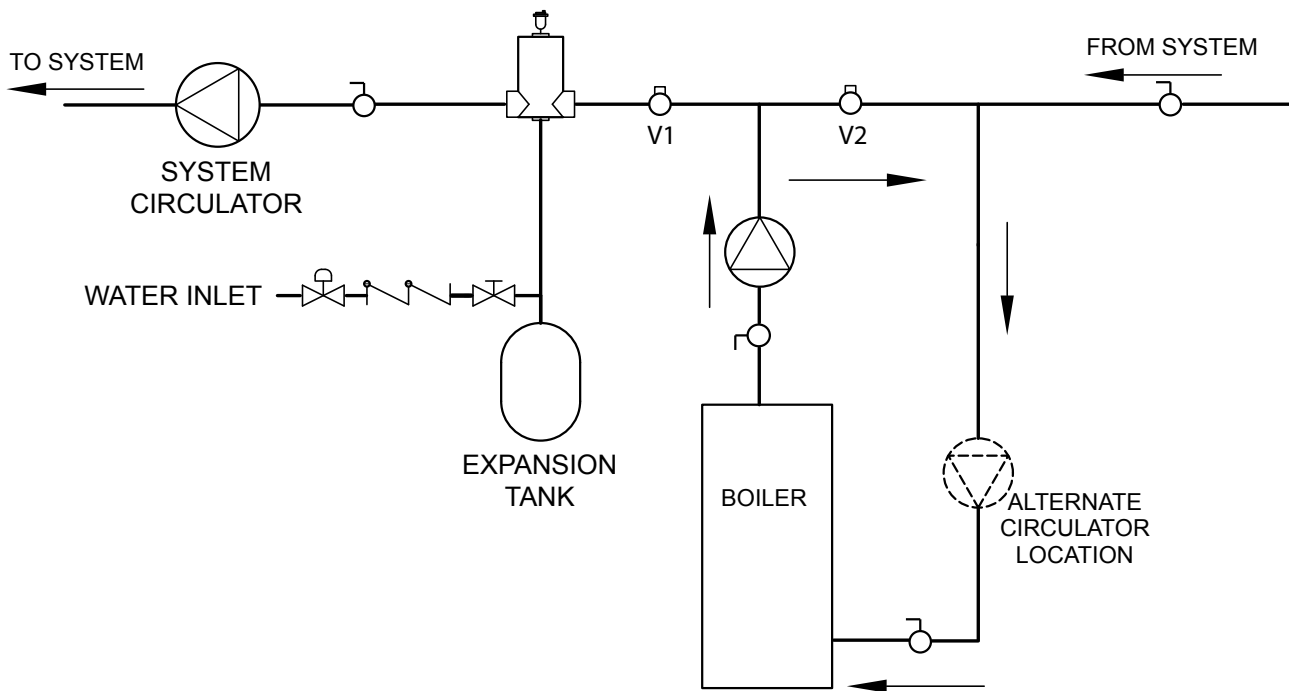 TO SYSTEM
FROM SYSTEM
V1
V2
SYSTEM
CIRCULATOR
WATER INLET
EXPANSION
TANK
BOILER
ALTERNATE
CIRCULATOR
LOCATION